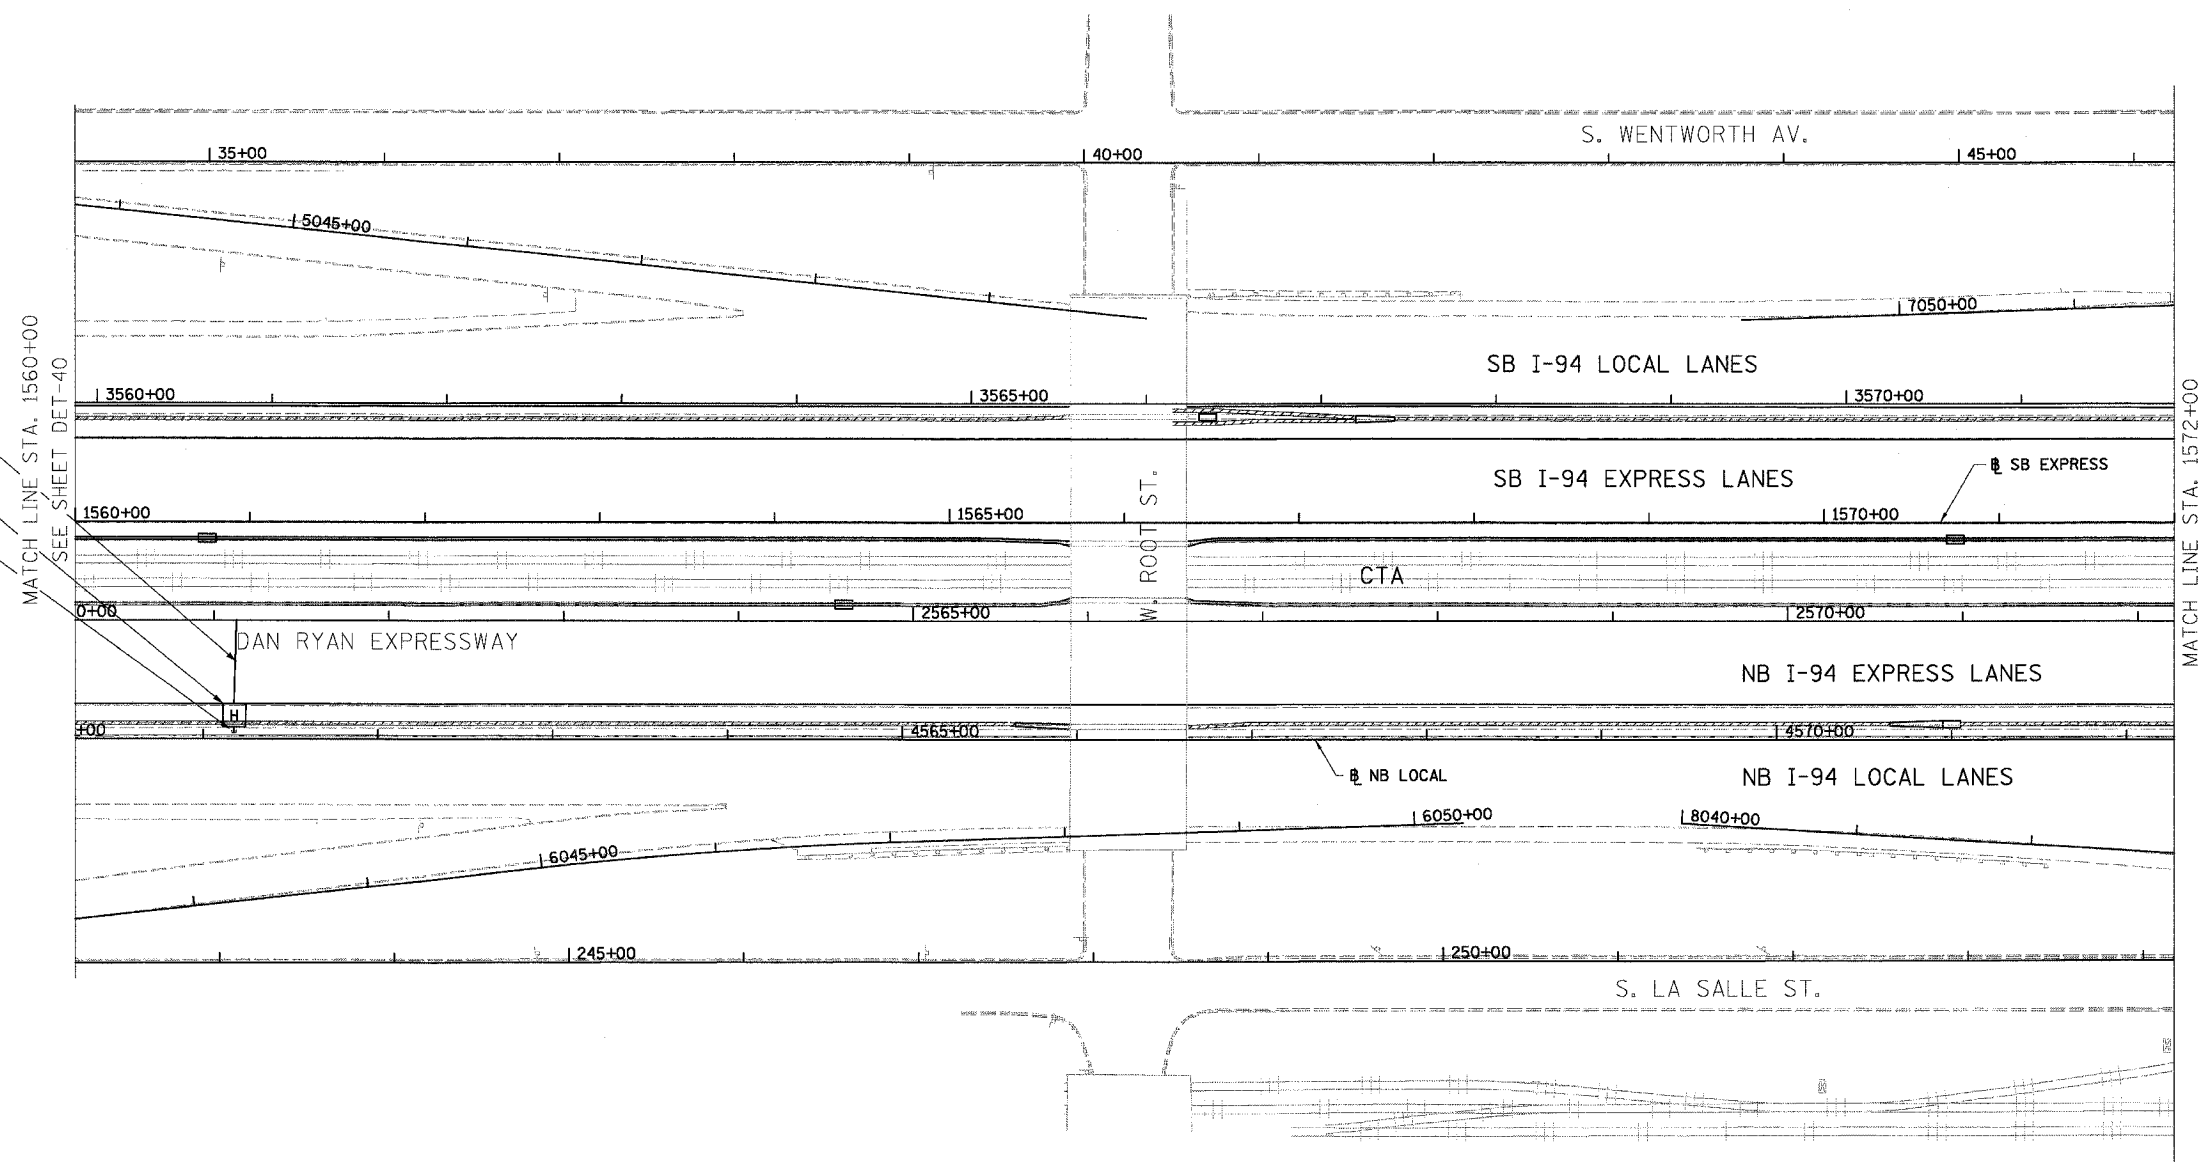 S. WENTWORTH AV.
35+00
40+00
45+00
5045+00
7050+00
SB I-94 LOCAL LANES
3560+00
3565+00
3570+00
MATCH LINE STA. 1560+00
SEE SHEET DET-40
MATCH LINE STA. 1572+00
SB I-94 EXPRESS LANES
℄ SB EXPRESS
1560+00
1565+00
1570+00
W. ROOT ST.
CTA
0+00
2565+00
2570+00
DAN RYAN EXPRESSWAY
NB I-94 EXPRESS LANES
H
+00
4565+00
4570+00
℄ NB LOCAL
NB I-94 LOCAL LANES
6050+00
8040+00
6045+00
245+00
250+00
S. LA SALLE ST.